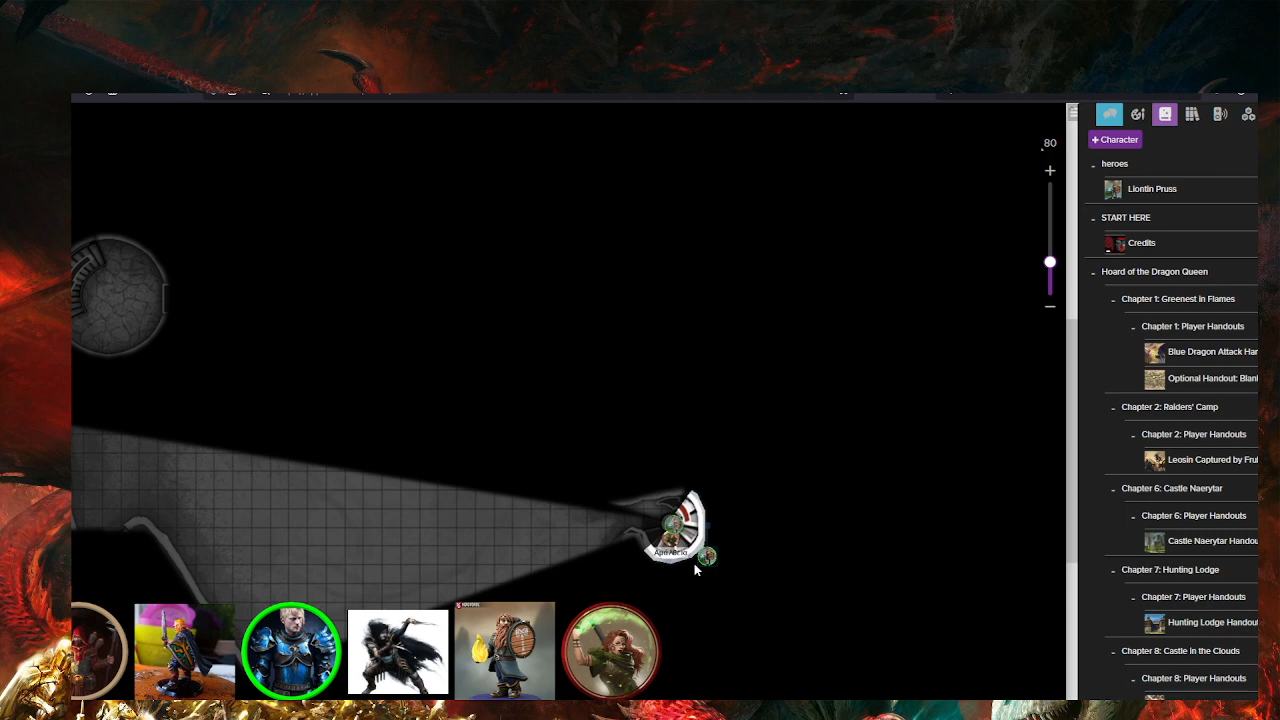 80
+ Character
heroes
Liontin Pruss
START HERE
Credits
Hoard of the Dragon Queen
Chapter 1: Greenest in Flames
Chapter 1: Player Handouts
Blue Dragon Attack Han
Optional Handout: Blan
Chapter 2: Raiders' Camp
Chapter 2: Player Handouts
Leosin Captured by Fru
Chapter 6: Castle Naerytar
Chapter 6: Player Handouts
Castle Naerytar Handou
Chapter 7: Hunting Lodge
Chapter 7: Player Handouts
Hunting Lodge Handou
Chapter 8: Castle in the Clouds
Chapter 8: Player Handouts